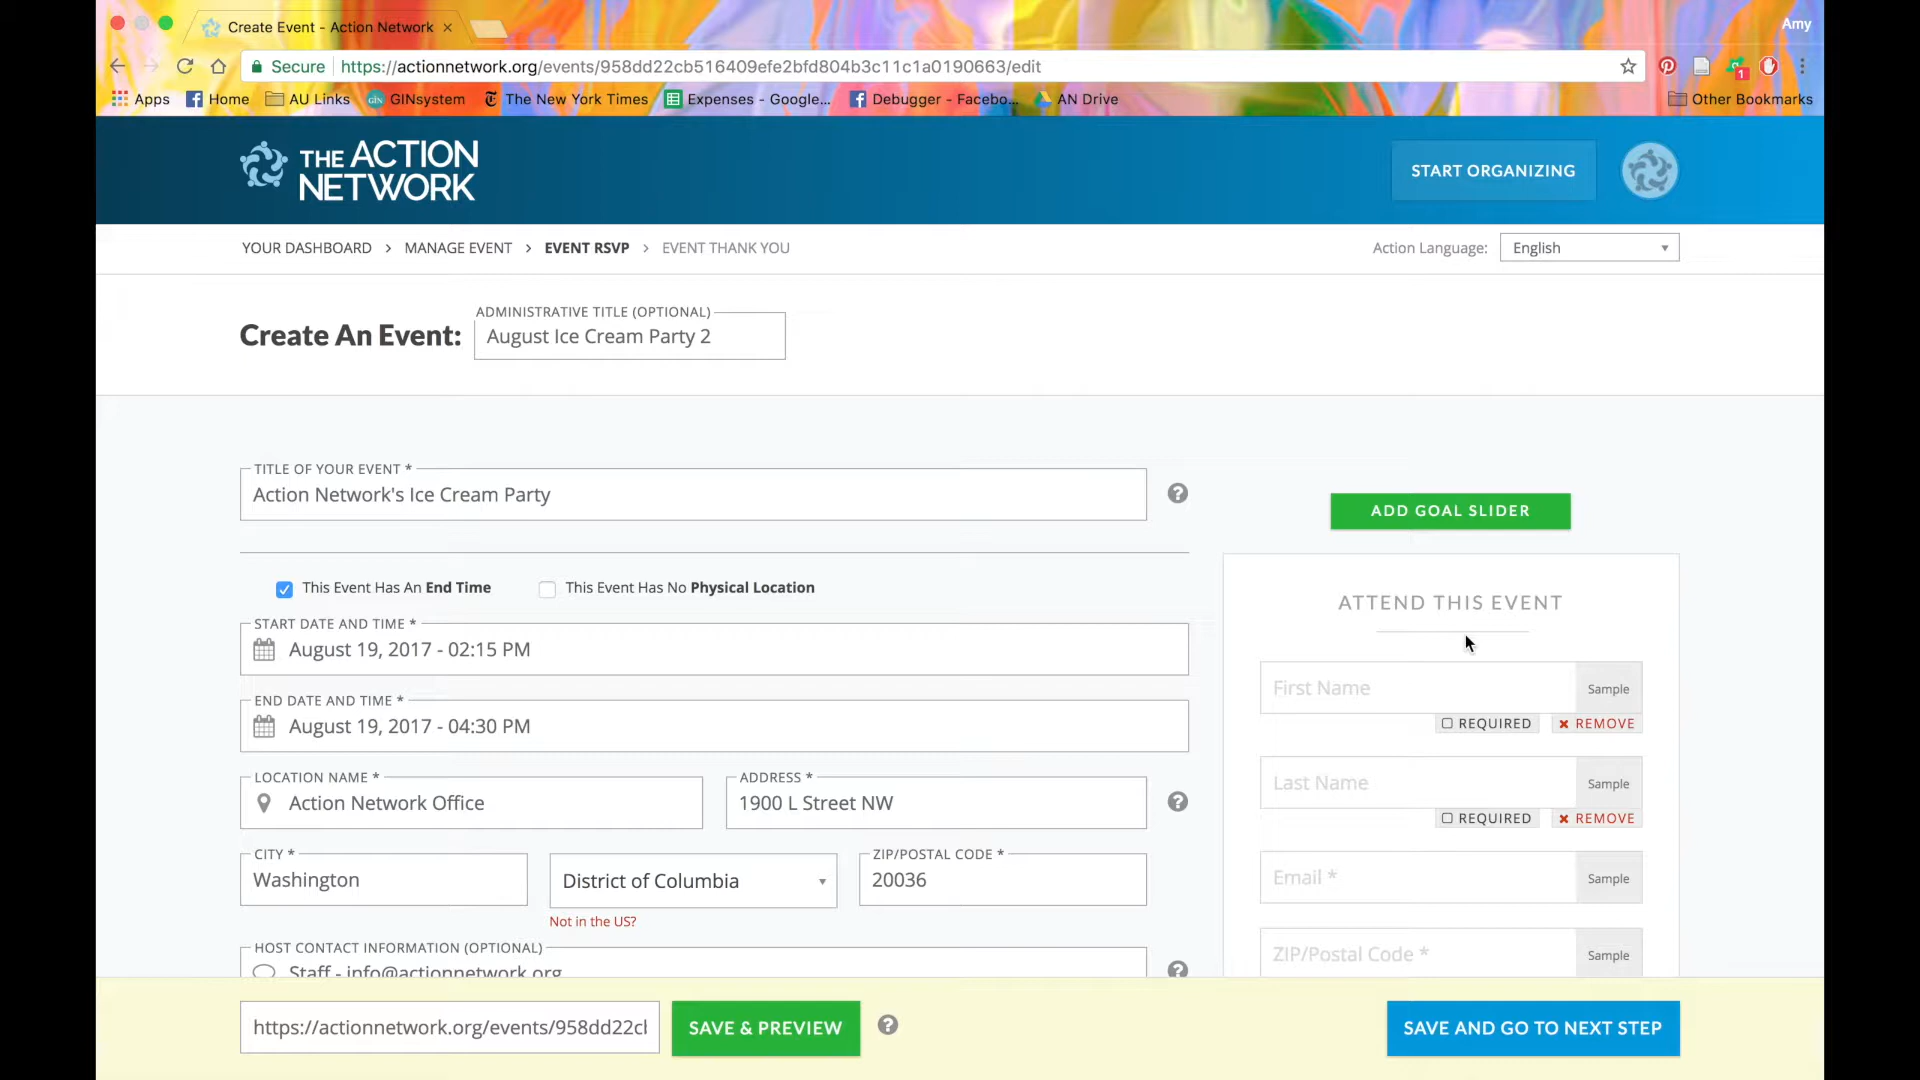 Create Event - Action Network ×
Amy
Secure https://actionnetwork.org/events/958dd22cb516409efe2bfd804b3c11c1a0190663/edit
1
Apps Home AU Links GINsystem The New York Times Expenses - Google... Debugger - Facebo... AN Drive Other Bookmarks
THE ACTION
NETWORK
START ORGANIZING
YOUR DASHBOARD > MANAGE EVENT > EVENT RSVP > EVENT THANK YOU
Action Language: English
ADMINISTRATIVE TITLE (OPTIONAL)
Create An Event: August Ice Cream Party 2
TITLE OF YOUR EVENT *
Action Network's Ice Cream Party
?
ADD GOAL SLIDER
This Event Has An End Time This Event Has No Physical Location
ATTEND THIS EVENT
START DATE AND TIME *
August 19, 2017 - 02:15 PM
First Name Sample
REQUIRED ✖ REMOVE
END DATE AND TIME *
August 19, 2017 - 04:30 PM
Last Name Sample
REQUIRED ✖ REMOVE
LOCATION NAME * ADDRESS *
Action Network Office 1900 L Street NW ?
CITY * ZIP/POSTAL CODE *
Washington District of Columbia 20036
Email * Sample
Not in the US?
HOST CONTACT INFORMATION (OPTIONAL)
Staff - info@actionnetwork.org ?
ZIP/Postal Code * Sample
https://actionnetwork.org/events/958dd22cl SAVE & PREVIEW ? SAVE AND GO TO NEXT STEP